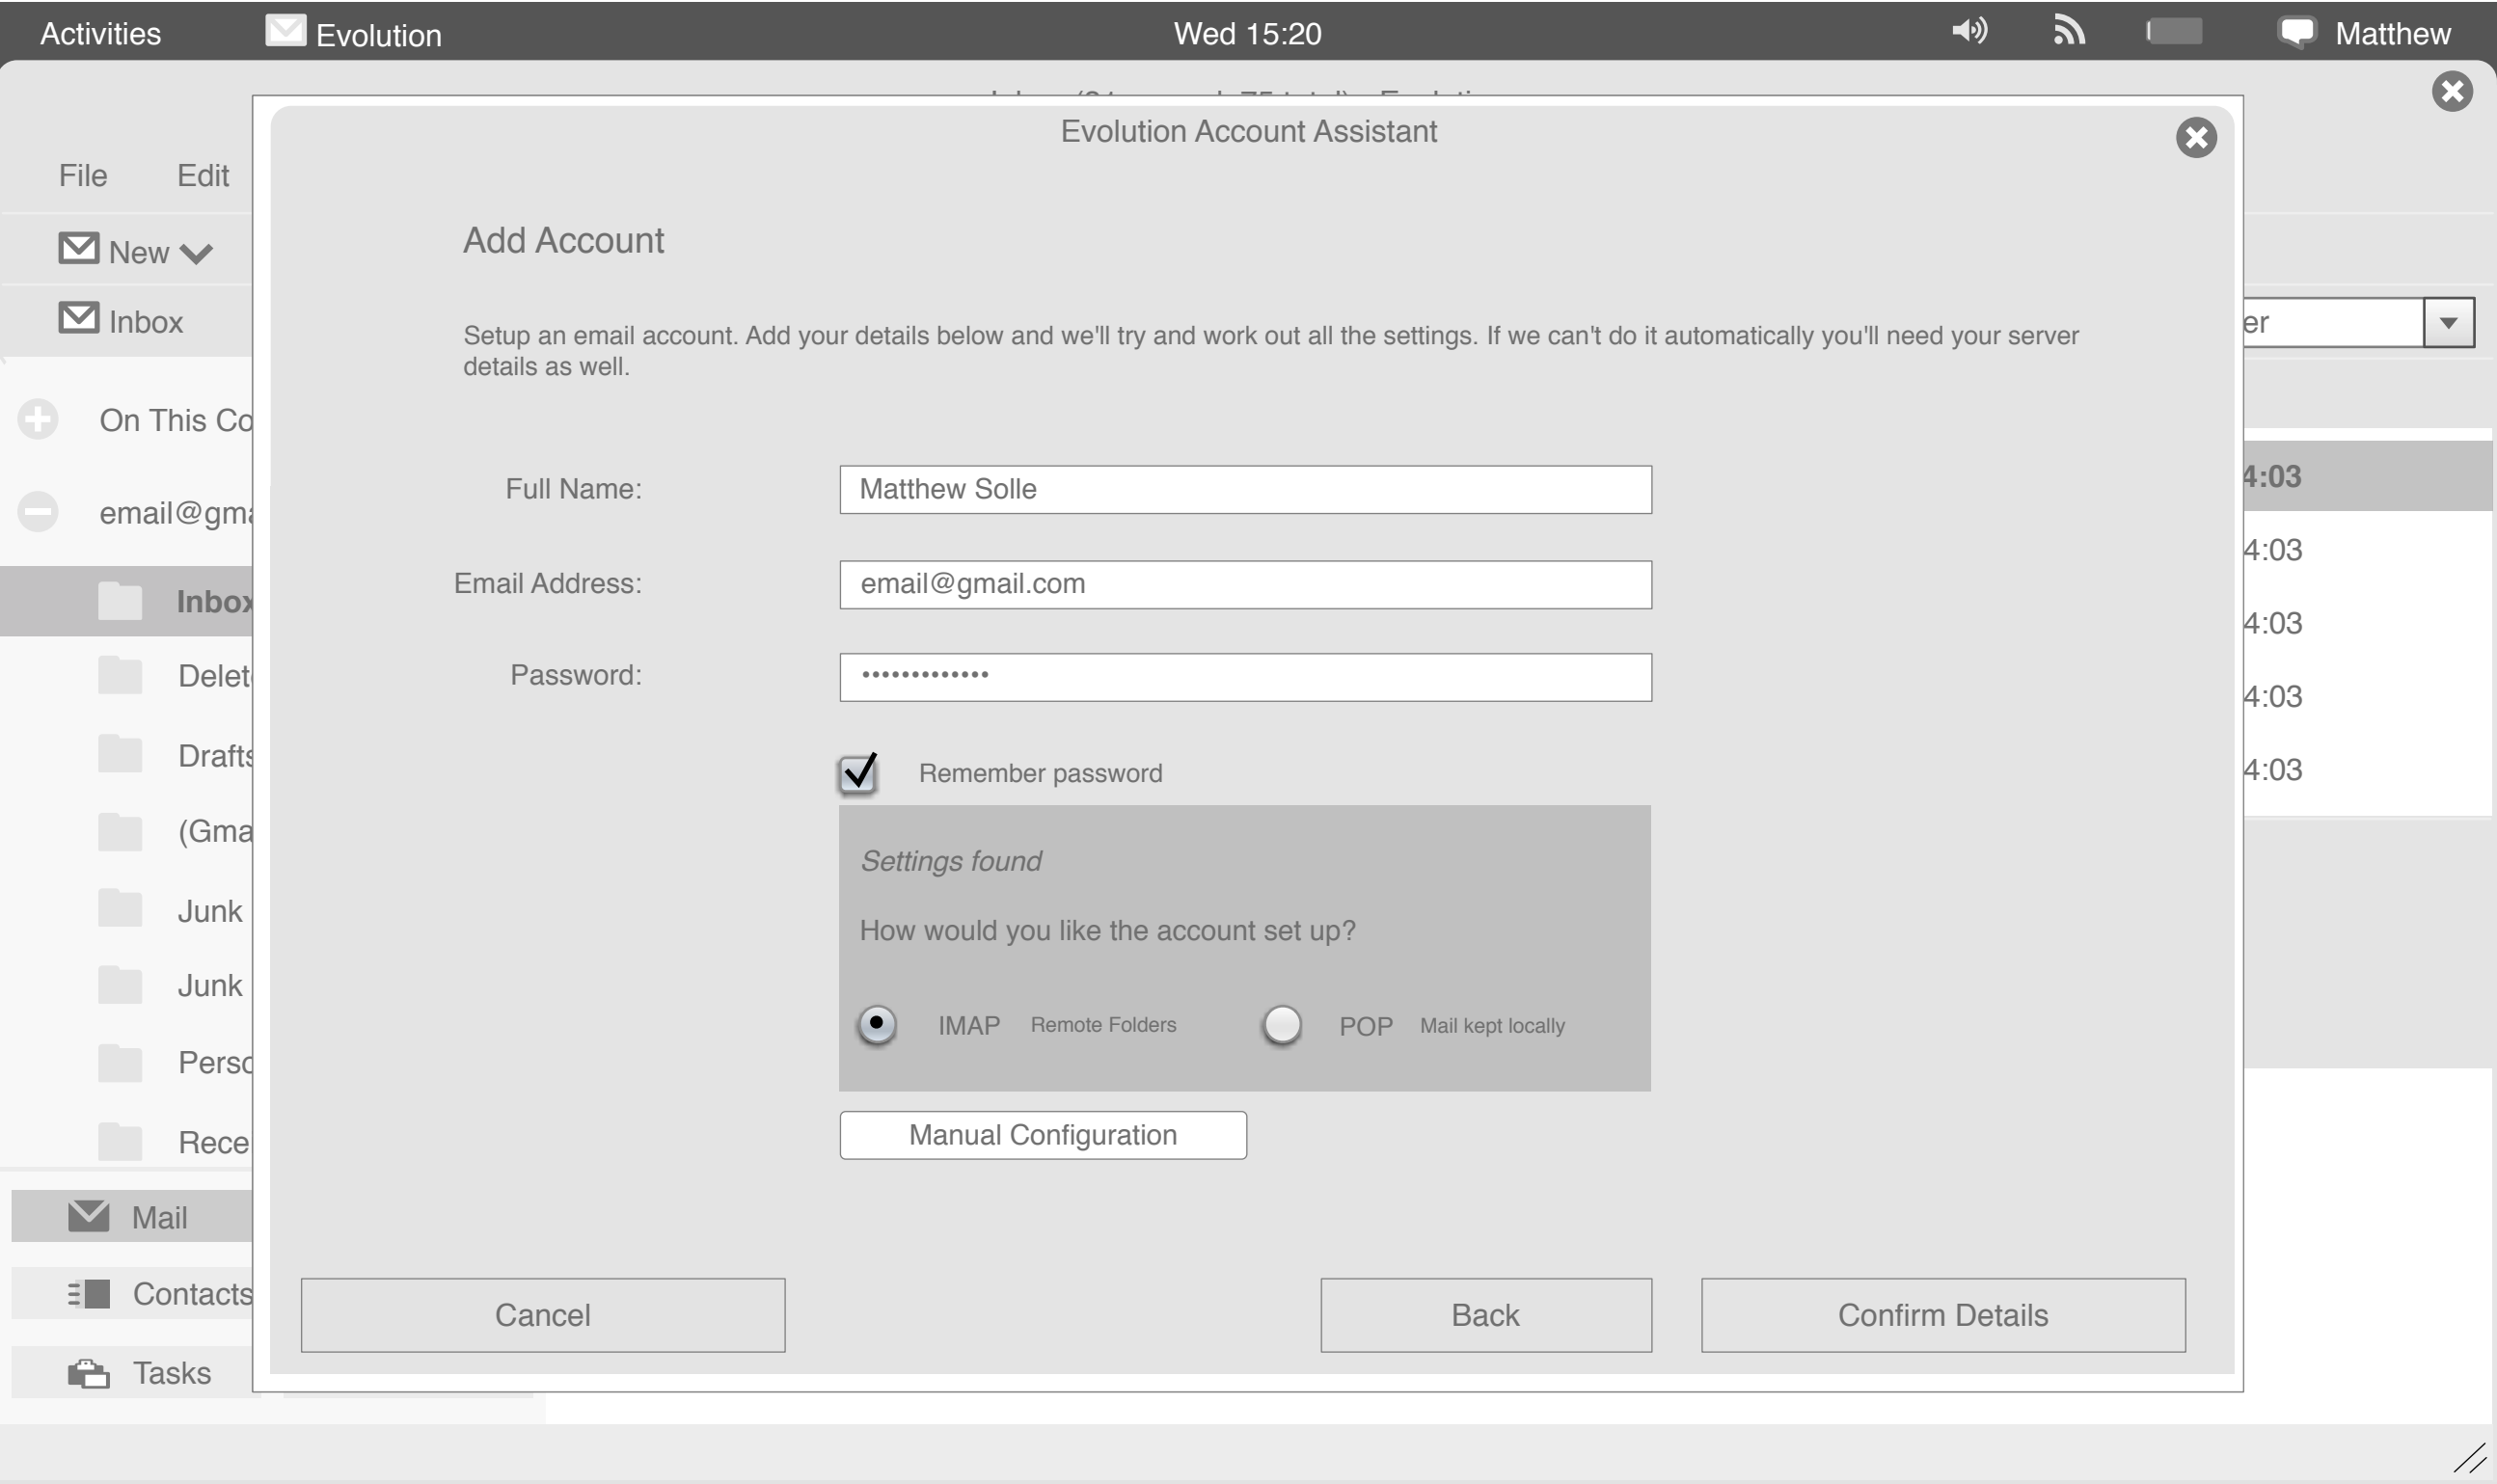 Activities
Evolution
Wed 15:20
Matthew
Evolution Account Assistant
File Edit
New
Inbox
Add Account
Setup an email account. Add your details below and we'll try and work out all the settings. If we can't do it automatically you'll need your server
details as well.
er
On This Co
email@gma
Inbox
Delet
Drafts
(Gma
Junk
Junk
Perso
Rece
Mail
Contacts
Tasks
Full Name:
Matthew Solle
Email Address:
email@gmail.com
Password:
•••••••••••••
Remember password
Settings found
How would you like the account set up?
IMAP Remote Folders
POP Mail kept locally
Manual Configuration
Cancel
Back
Confirm Details
4:03
4:03
4:03
4:03
4:03